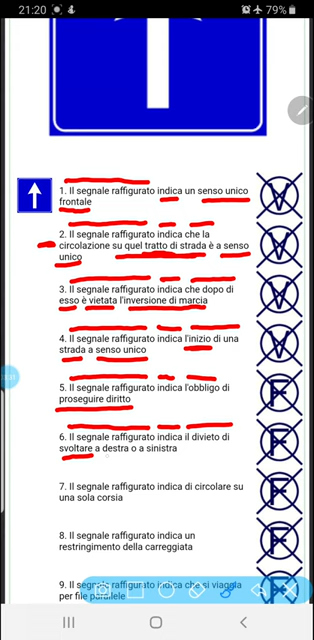 21:20 79%
1. Il segnale raffigurato indica un senso unico
frontale
V
2. Il segnale raffigurato indica che la
circolazione su quel tratto di strada è a senso
unico
V
3. Il segnale raffigurato indica che dopo di
esso è vietata l'inversione di marcia
V
4. Il segnale raffigurato indica l'inizio di una
strada a senso unico
V
5. Il segnale raffigurato indica l'obbligo di
proseguire diritto
F
6. Il segnale raffigurato indica il divieto di
svoltare a destra o a sinistra
F
7. Il segnale raffigurato indica di circolare su
una sola corsia
F
8. Il segnale raffigurato indica un
restringimento della carreggiata
F
9. Il segnale raffigurato indica che si viaggia
per file parallele
F